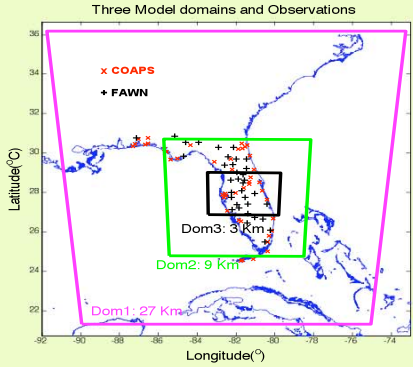 Three Model domains and Observations
36
34
32
30
28
26
24
22
Latitude(°C)
x COAPS
+ FAWN
Dom3: 3 Km
Dom2: 9 Km
Dom1: 27 Km
-92 -90 -88 -86 -84 -82 -80 -78 -76 -74
Longitude(°)